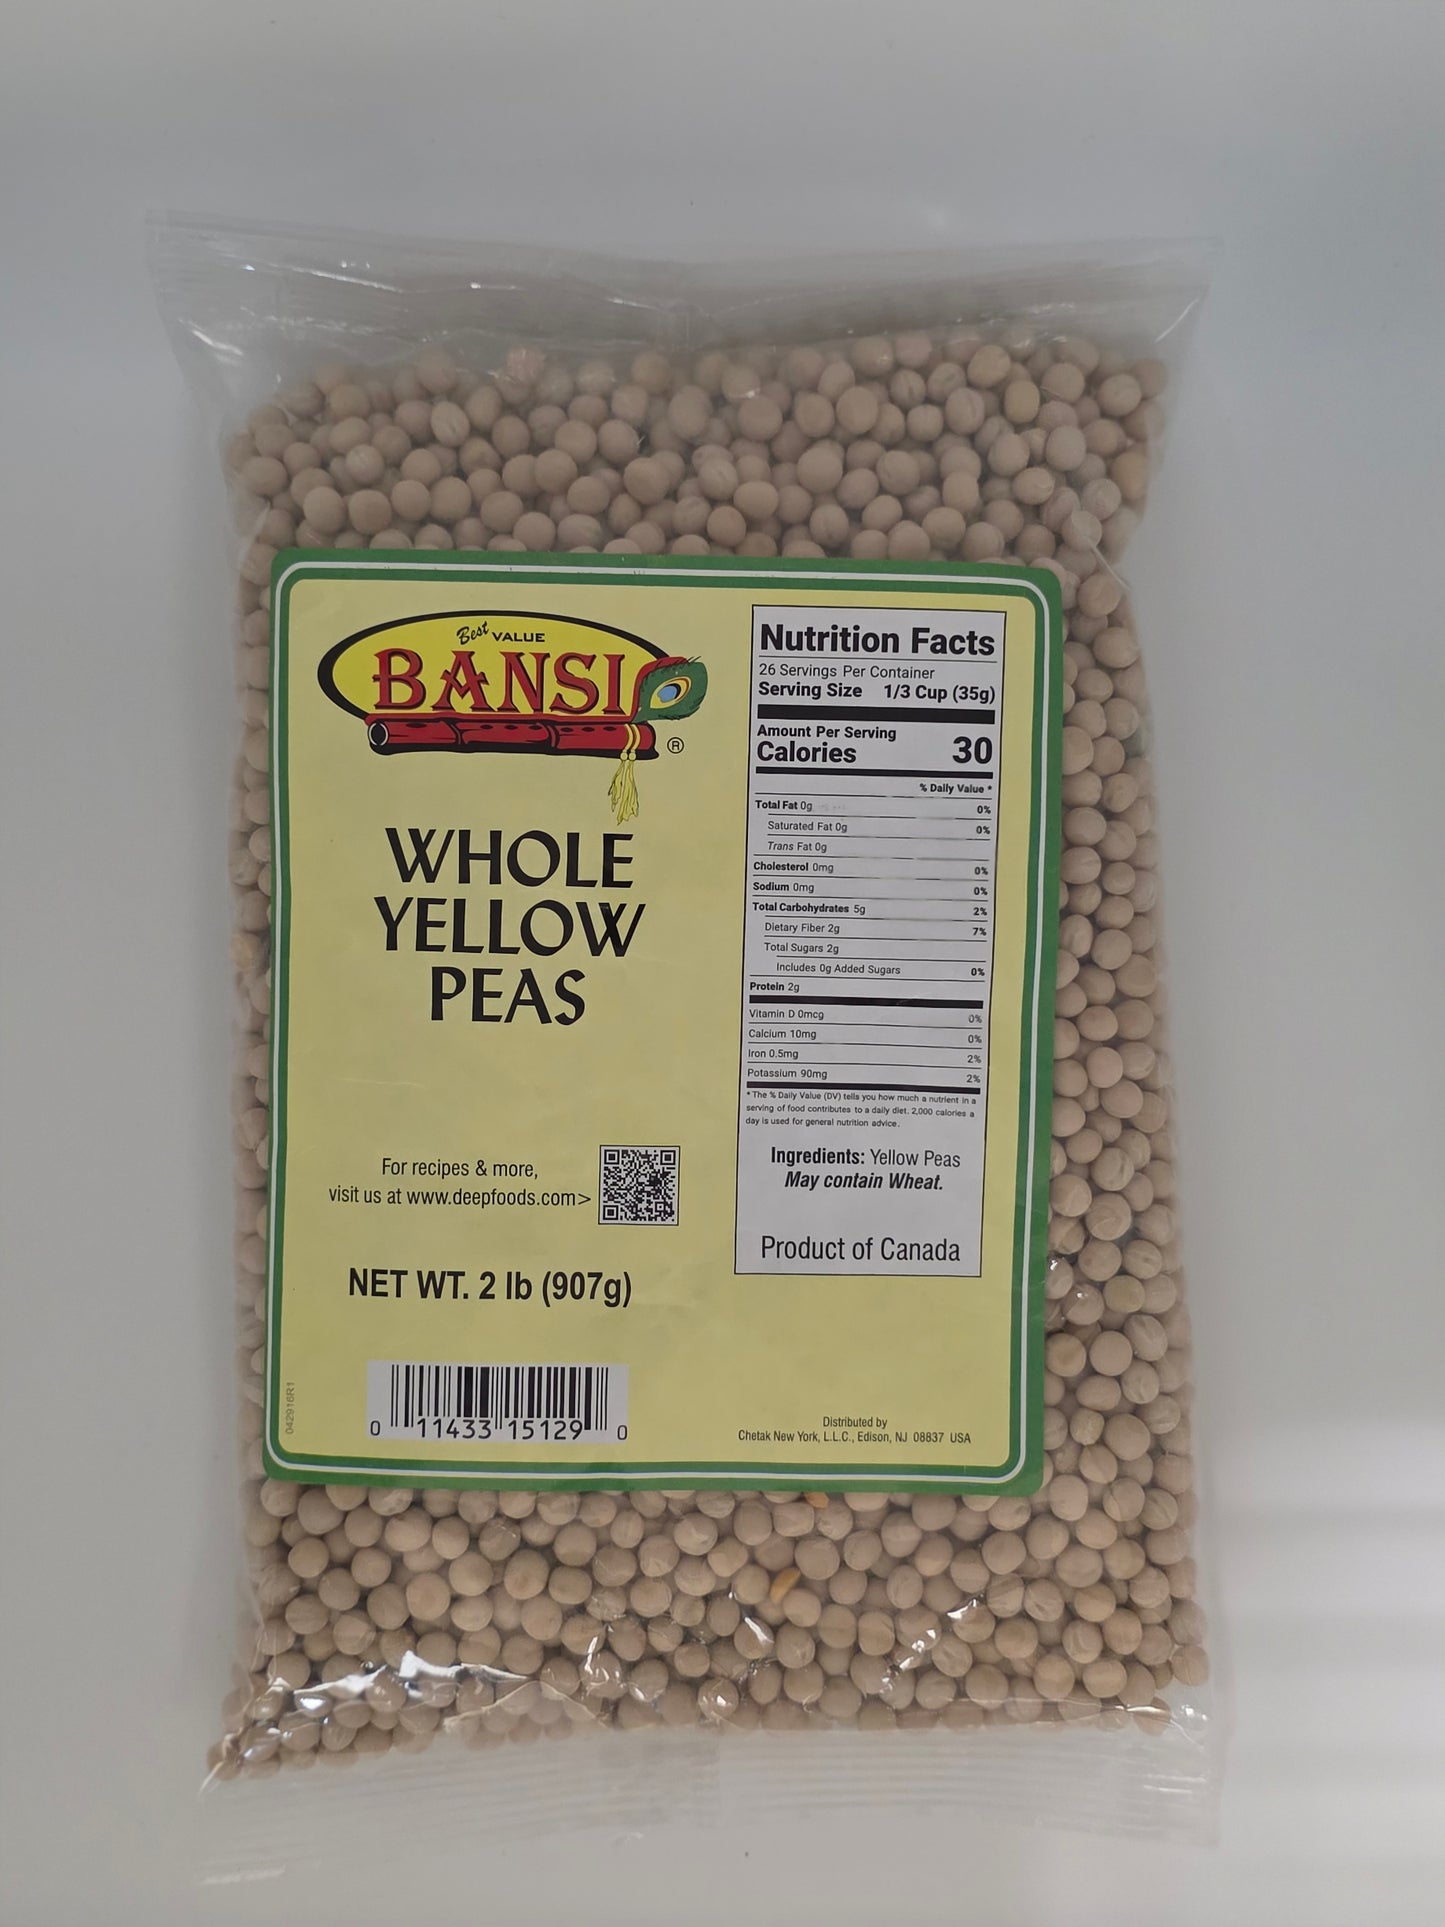 Best VALUE
BANSI
®
WHOLE
YELLOW
PEAS
For recipes & more,
visit us at www.deepfoods.com>
NET WT. 2 lb (907g)
042916R1
0 11433 15129 0
Nutrition Facts
26 Servings Per Container
Serving Size 1/3 Cup (35g)
Amount Per Serving
Calories 30
% Daily Value *
Total Fat 0g 0%
Saturated Fat 0g 0%
Trans Fat 0g
Cholesterol 0mg 0%
Sodium 0mg 0%
Total Carbohydrates 5g 2%
Dietary Fiber 2g 7%
Total Sugars 2g
Includes 0g Added Sugars 0%
Protein 2g
Vitamin D 0mcg 0%
Calcium 10mg 0%
Iron 0.5mg 2%
Potassium 90mg 2%
* The % Daily Value (DV) tells you how much a nutrient in a
serving of food contributes to a daily diet. 2,000 calories a
day is used for general nutrition advice.
Ingredients: Yellow Peas
May contain Wheat.
Product of Canada
Distributed by
Chetak New York, L.L.C., Edison, NJ 08837 USA